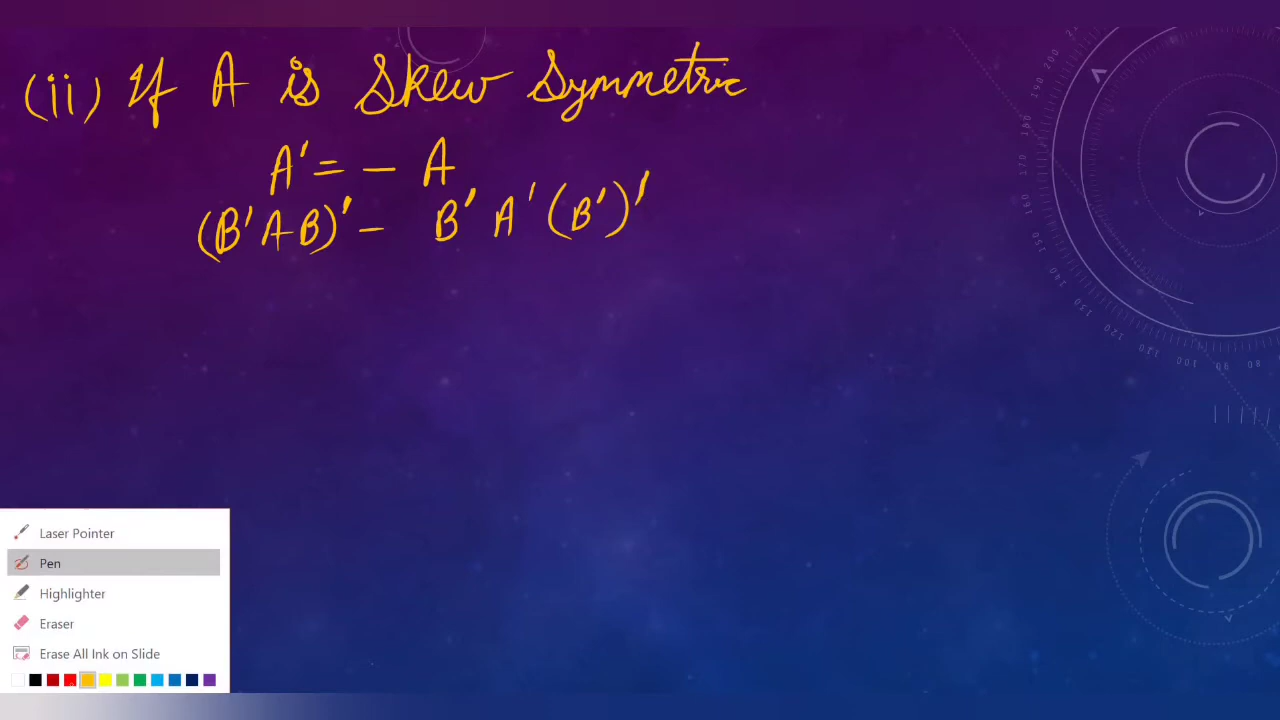 (ii) If A is Skew Symmetric
A' = - A
(B'AB)' - B' A' (B')'
Laser Pointer
Pen
Highlighter
Eraser
Erase All Ink on Slide